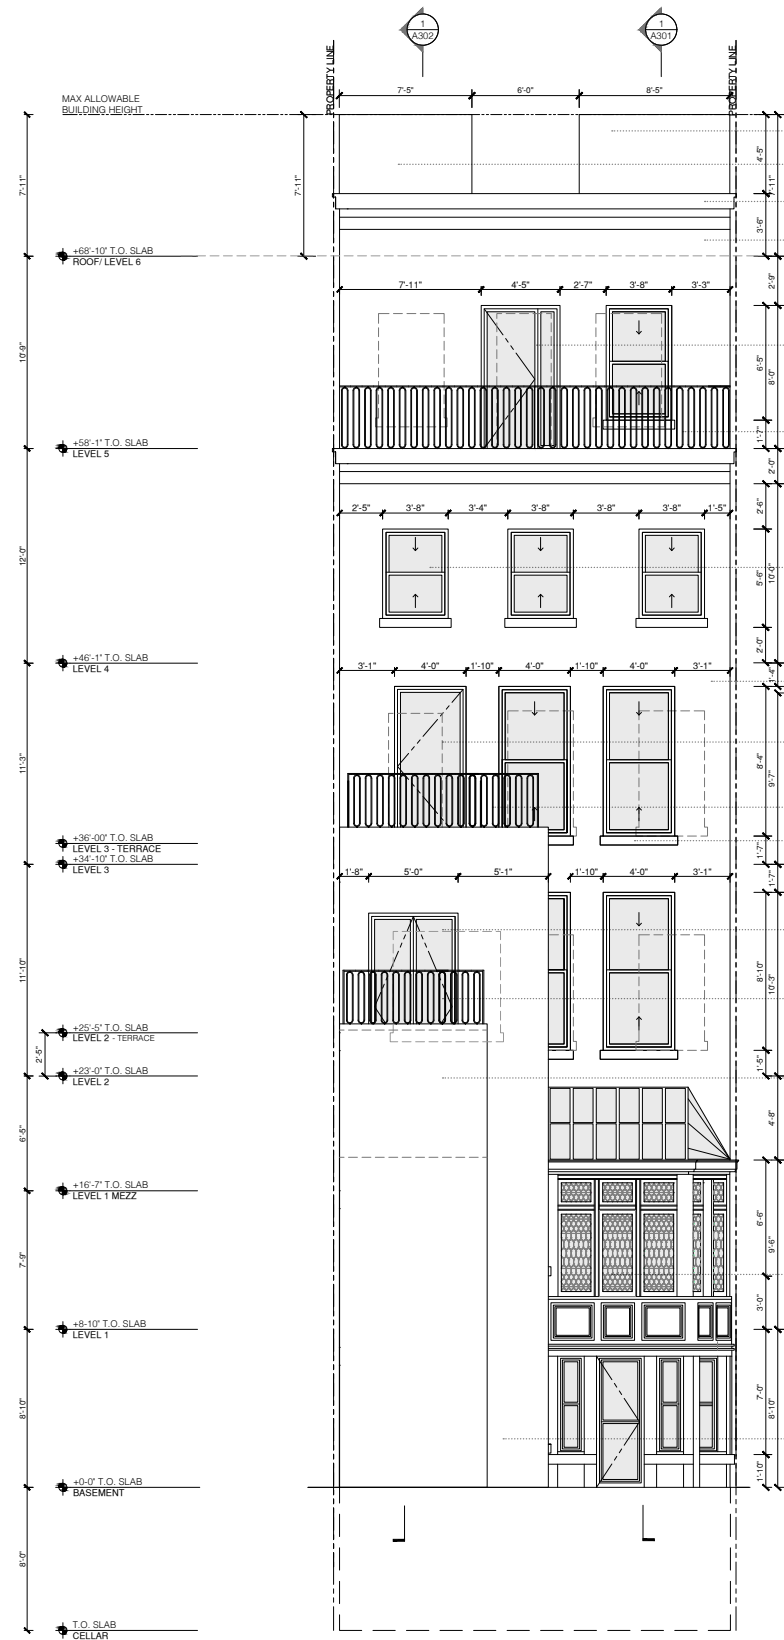 1
A302
1
A301
PROPERTY LINE
PROPERTY LINE
MAX ALLOWABLE
BUILDING HEIGHT
7'-5"
6'-0"
8'-5"
7'-11"
7'-11"
4'-5"
7'-11"
3'-6"
+68'-10" T.O. SLAB
ROOF/ LEVEL 6
2'-9"
7'-11"
4'-5"
2'-7"
3'-8"
3'-3"
10'-9"
6'-5"
8'-0"
1'-7"
+58'-1" T.O. SLAB
LEVEL 5
2'-0"
2'-6"
2'-5"
3'-8"
3'-4"
3'-8"
3'-8"
3'-8"
1'-5"
12'-0"
5'-6"
10'-0"
2'-0"
+46'-1" T.O. SLAB
LEVEL 4
3'-1"
4'-0"
1'-10"
4'-0"
1'-10"
4'-0"
3'-1"
1'-4"
11'-3"
8'-4"
9'-7"
+36'-00" T.O. SLAB
LEVEL 3 - TERRACE
+34'-10" T.O. SLAB
LEVEL 3
1'-7"
1'-7"
1'-8"
5'-0"
5'-1"
1'-10"
4'-0"
3'-1"
11'-10"
8'-10"
10'-3"
+25'-5" T.O. SLAB
LEVEL 2 - TERRACE
2'-5"
1'-5"
+23'-0" T.O. SLAB
LEVEL 2
6'-5"
4'-8"
+16'-7" T.O. SLAB
LEVEL 1 MEZZ
6'-6"
9'-6"
7'-9"
3'-0"
+8-10" T.O. SLAB
LEVEL 1
8'-10"
7'-0"
8'-10"
1'-10"
+0-0" T.O. SLAB
BASEMENT
8'-0"
T.O. SLAB
CELLAR